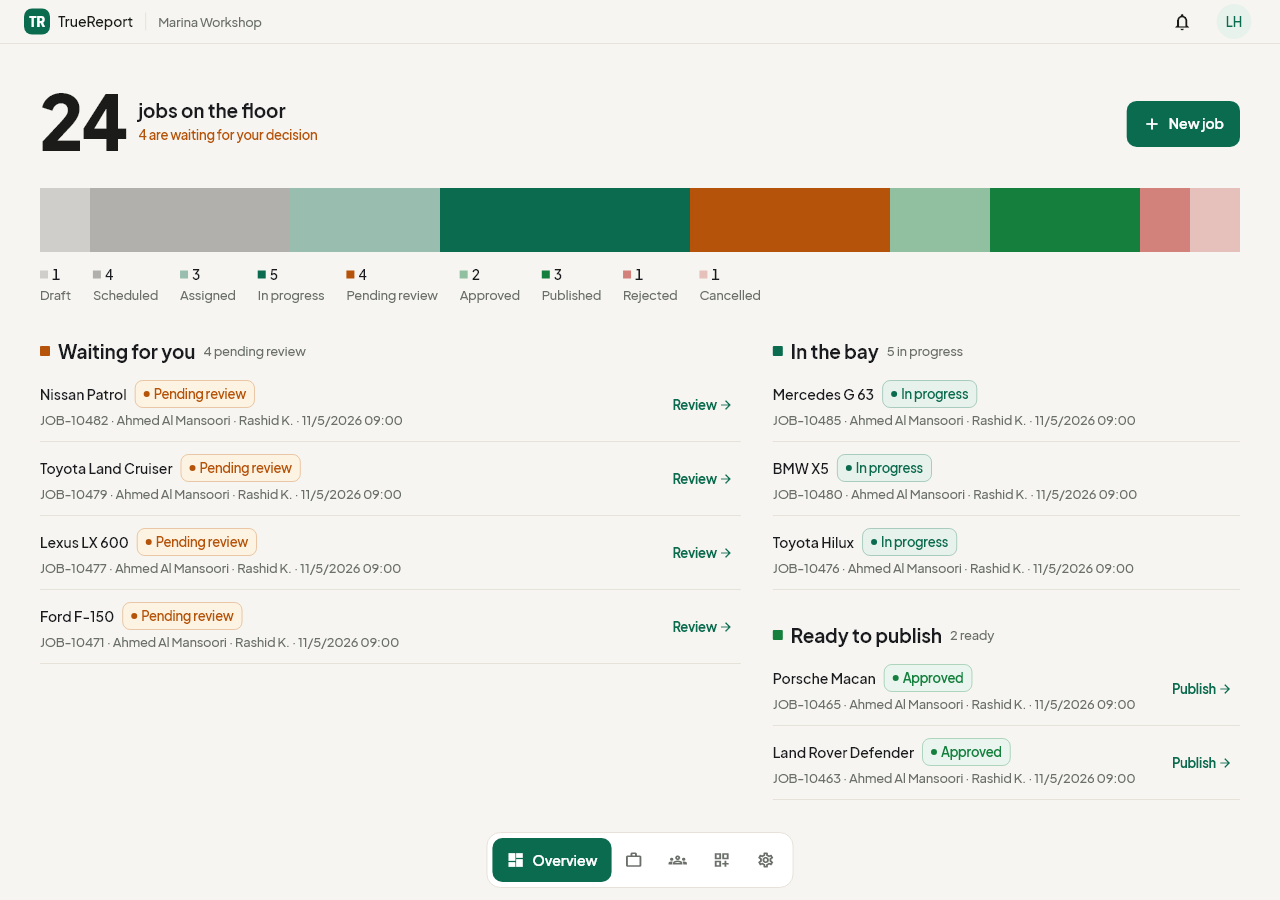 TR TrueReport Marina Workshop LH
24 jobs on the floor
4 are waiting for your decision
+ New job
1 4 3 5 4 2 3 1 1
Draft Scheduled Assigned In progress Pending review Approved Published Rejected Cancelled
Waiting for you 4 pending review
Nissan Patrol Pending review
JOB-10482 · Ahmed Al Mansoori · Rashid K. · 11/5/2026 09:00
Review →
Toyota Land Cruiser Pending review
JOB-10479 · Ahmed Al Mansoori · Rashid K. · 11/5/2026 09:00
Review →
Lexus LX 600 Pending review
JOB-10477 · Ahmed Al Mansoori · Rashid K. · 11/5/2026 09:00
Review →
Ford F-150 Pending review
JOB-10471 · Ahmed Al Mansoori · Rashid K. · 11/5/2026 09:00
Review →
In the bay 5 in progress
Mercedes G 63 In progress
JOB-10485 · Ahmed Al Mansoori · Rashid K. · 11/5/2026 09:00
BMW X5 In progress
JOB-10480 · Ahmed Al Mansoori · Rashid K. · 11/5/2026 09:00
Toyota Hilux In progress
JOB-10476 · Ahmed Al Mansoori · Rashid K. · 11/5/2026 09:00
Ready to publish 2 ready
Porsche Macan Approved
JOB-10465 · Ahmed Al Mansoori · Rashid K. · 11/5/2026 09:00
Publish →
Land Rover Defender Approved
JOB-10463 · Ahmed Al Mansoori · Rashid K. · 11/5/2026 09:00
Publish →
Overview